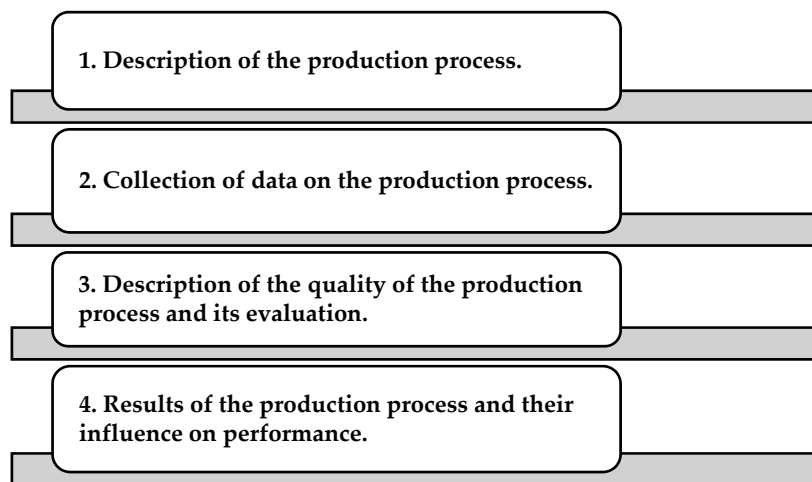 1. Description of the production process.
2. Collection of data on the production process.
3. Description of the quality of the production
process and its evaluation.
4. Results of the production process and their
influence on performance.